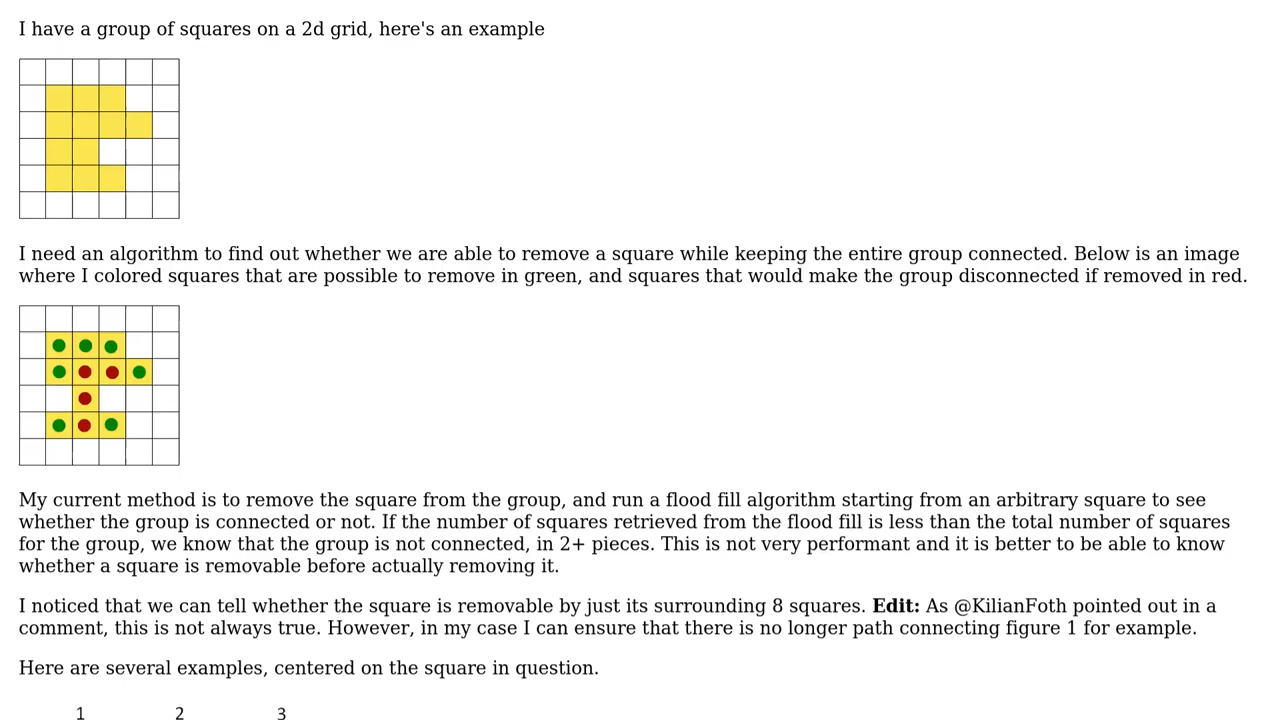 I have a group of squares on a 2d grid, here's an example
I need an algorithm to find out whether we are able to remove a square while keeping the entire group connected. Below is an image
where I colored squares that are possible to remove in green, and squares that would make the group disconnected if removed in red.
My current method is to remove the square from the group, and run a flood fill algorithm starting from an arbitrary square to see
whether the group is connected or not. If the number of squares retrieved from the flood fill is less than the total number of squares
for the group, we know that the group is not connected, in 2+ pieces. This is not very performant and it is better to be able to know
whether a square is removable before actually removing it.
I noticed that we can tell whether the square is removable by just its surrounding 8 squares. Edit: As @KilianFoth pointed out in a
comment, this is not always true. However, in my case I can ensure that there is no longer path connecting figure 1 for example.
Here are several examples, centered on the square in question.
1 2 3